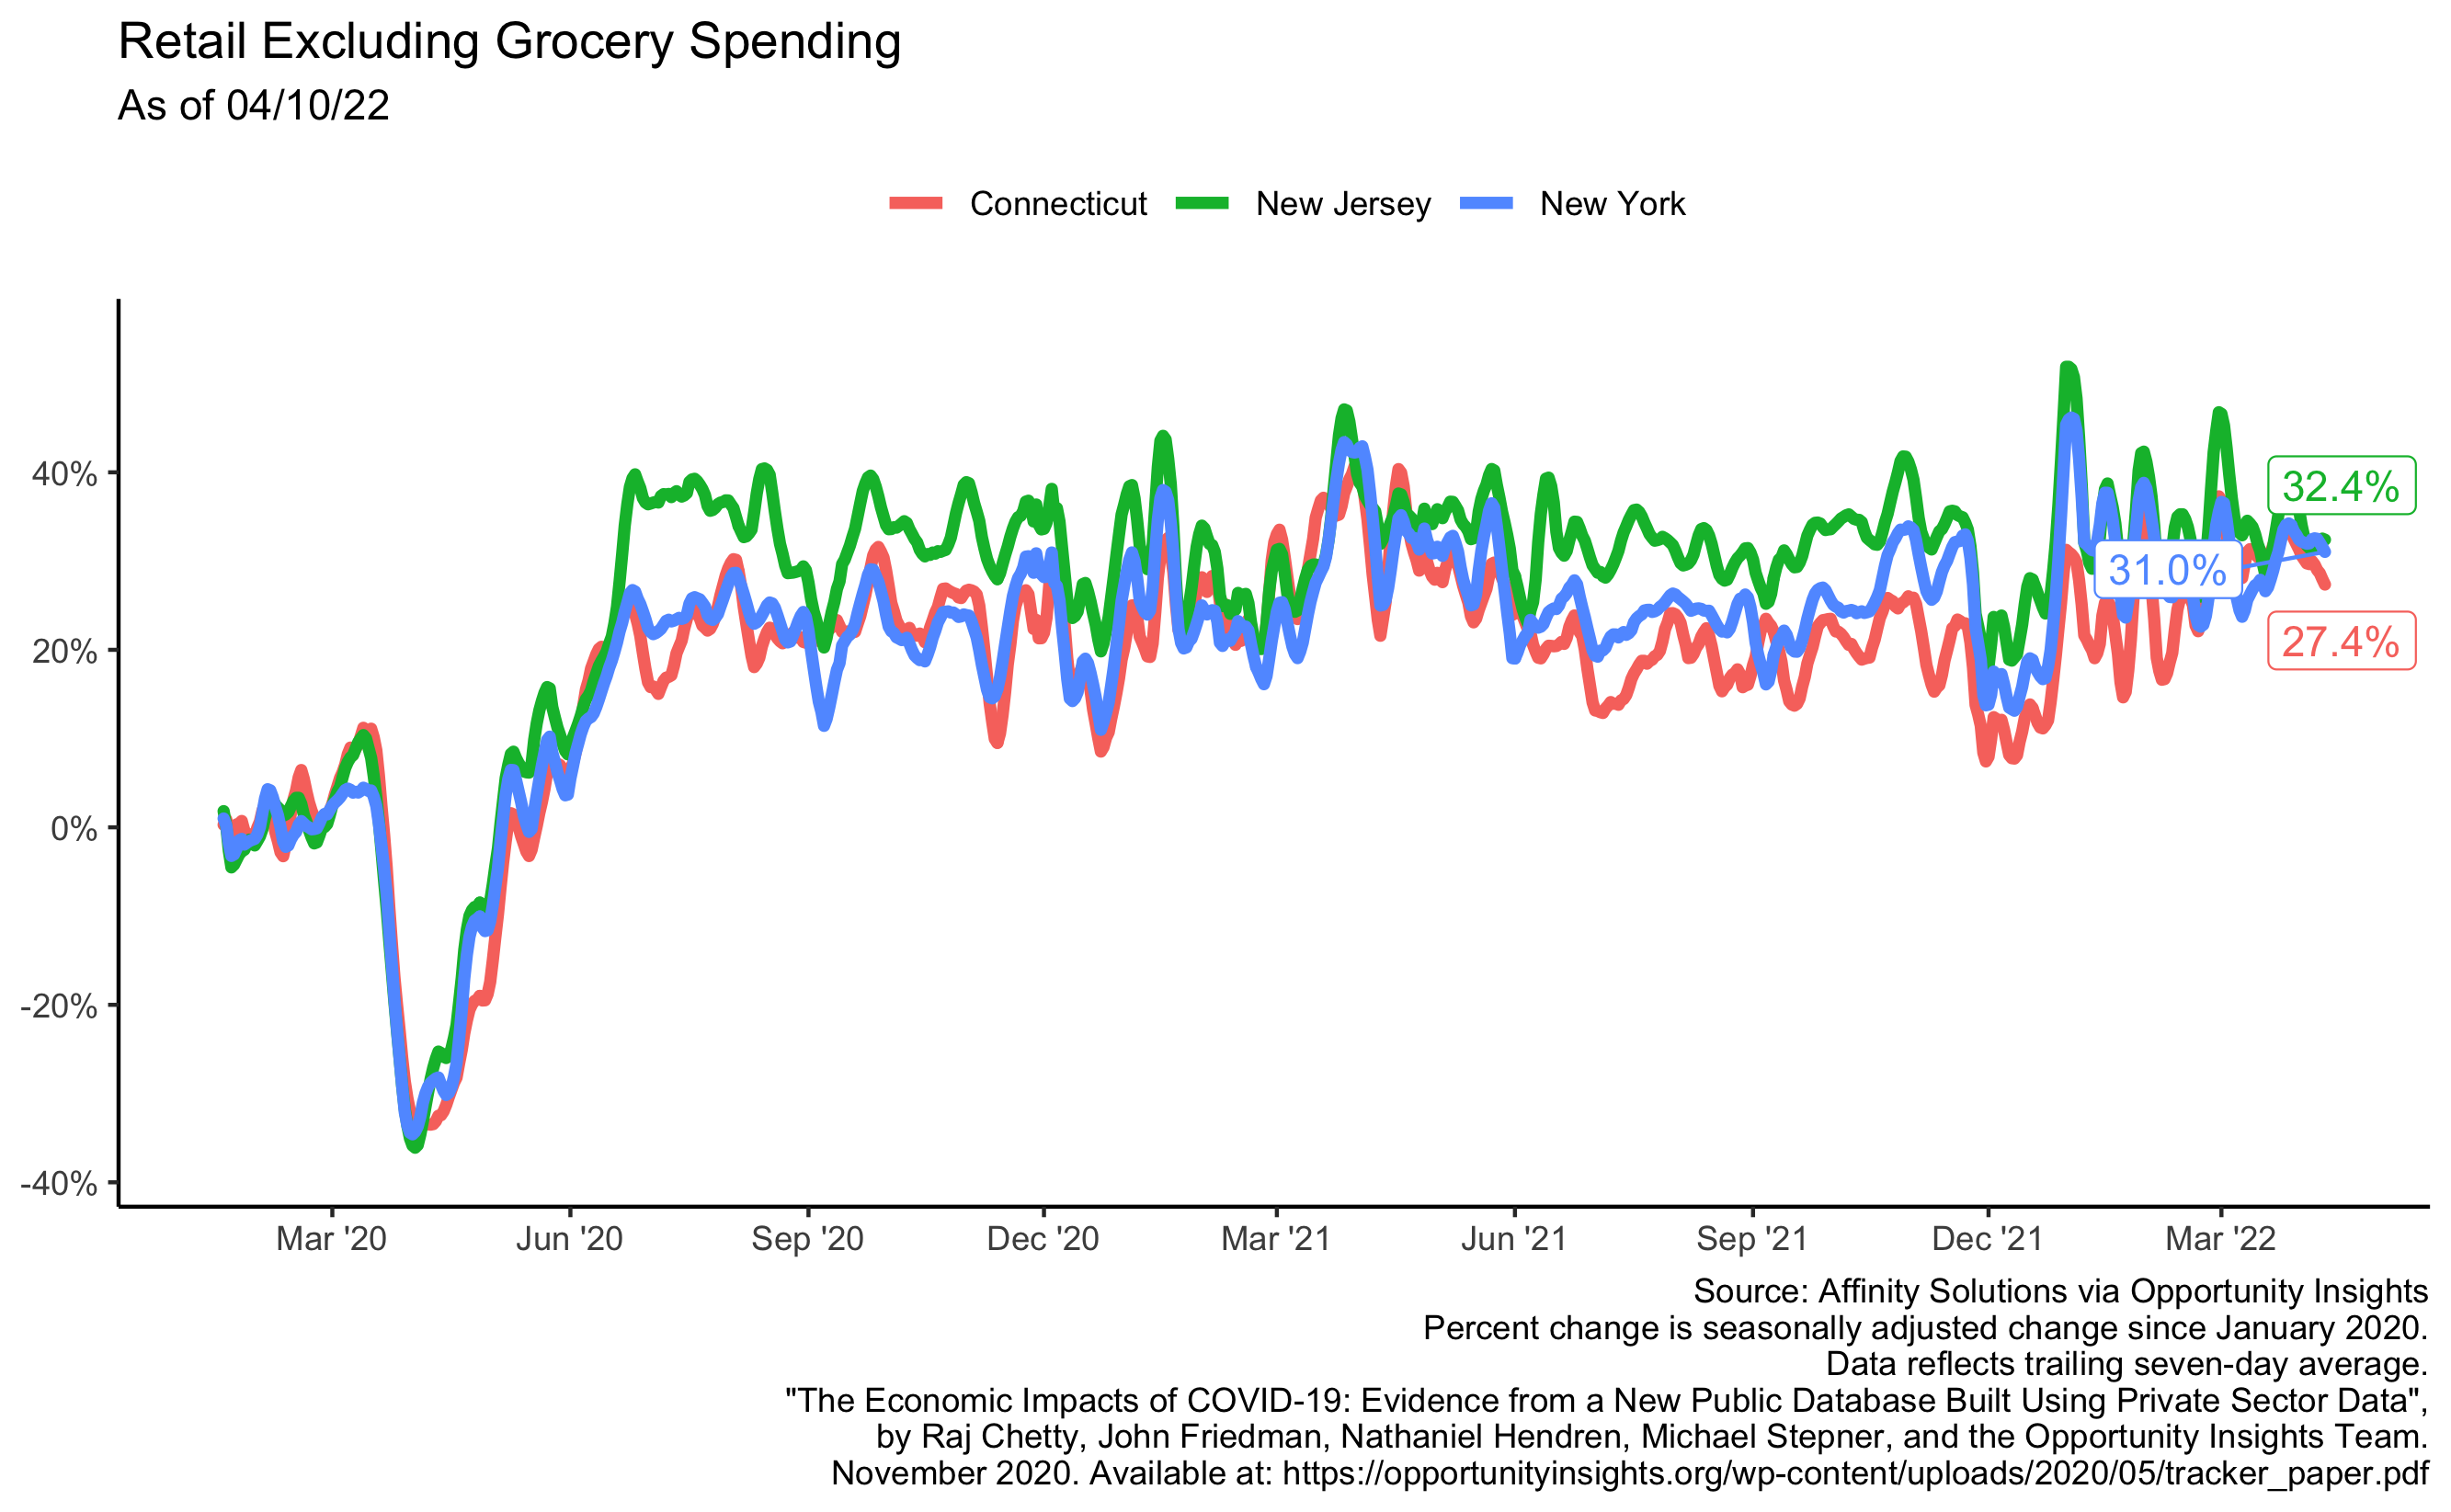 Retail Excluding Grocery Spending
As of 04/10/22
Connecticut New Jersey New York
40%
20%
0%
-20%
-40%
32.4%
31.0%
27.4%
Mar '20 Jun '20 Sep '20 Dec '20 Mar '21 Jun '21 Sep '21 Dec '21 Mar '22
Source: Affinity Solutions via Opportunity Insights
Percent change is seasonally adjusted change since January 2020.
Data reflects trailing seven-day average.
"The Economic Impacts of COVID-19: Evidence from a New Public Database Built Using Private Sector Data",
by Raj Chetty, John Friedman, Nathaniel Hendren, Michael Stepner, and the Opportunity Insights Team.
November 2020. Available at: https://opportunityinsights.org/wp-content/uploads/2020/05/tracker_paper.pdf